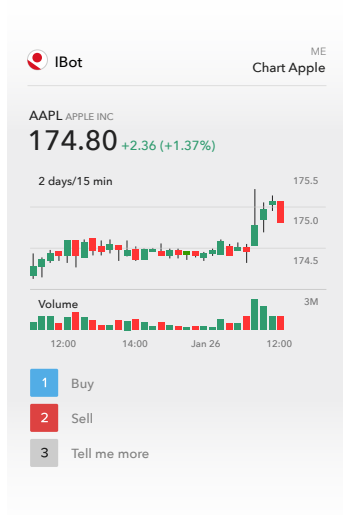 ME
IBot
Chart Apple
AAPL APPLE INC
174.80 +2.36 (+1.37%)
2 days/15 min
175.5
175.0
174.5
Volume
3M
12:00 14:00 Jan 26 12:00
1 Buy
2 Sell
3 Tell me more